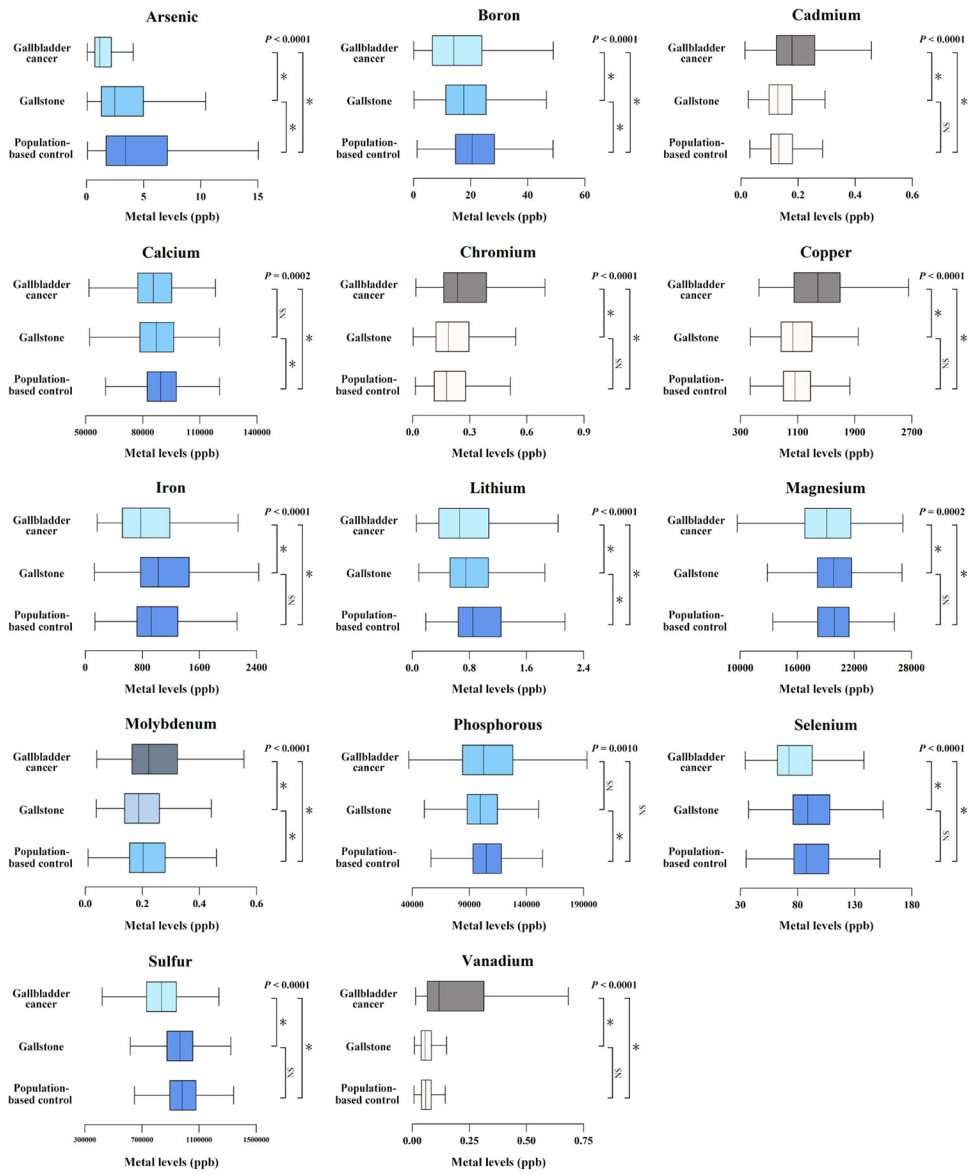 Arsenic
Gallbladder
cancer
Gallstone
Population-
based control
P < 0.0001
*
*
*
0 5 10 15
Metal levels (ppb)
Boron
Gallbladder
cancer
Gallstone
Population-
based control
P < 0.0001
*
*
*
0 20 40 60
Metal levels (ppb)
Cadmium
Gallbladder
cancer
Gallstone
Population-
based control
P < 0.0001
*
NS
*
0.0 0.2 0.4 0.6
Metal levels (ppb)
Calcium
Gallbladder
cancer
Gallstone
Population-
based control
P = 0.0002
NS
*
*
50000 80000 110000 140000
Metal levels (ppb)
Chromium
Gallbladder
cancer
Gallstone
Population-
based control
P < 0.0001
*
NS
*
0.0 0.3 0.6 0.9
Metal levels (ppb)
Copper
Gallbladder
cancer
Gallstone
Population-
based control
P < 0.0001
*
NS
*
300 1100 1900 2700
Metal levels (ppb)
Iron
Gallbladder
cancer
Gallstone
Population-
based control
P < 0.0001
*
NS
*
0 800 1600 2400
Metal levels (ppb)
Lithium
Gallbladder
cancer
Gallstone
Population-
based control
P < 0.0001
*
*
*
0.0 0.8 1.6 2.4
Metal levels (ppb)
Magnesium
Gallbladder
cancer
Gallstone
Population-
based control
P = 0.0002
*
NS
*
10000 16000 22000 28000
Metal levels (ppb)
Molybdenum
Gallbladder
cancer
Gallstone
Population-
based control
P < 0.0001
*
*
*
0.0 0.2 0.4 0.6
Metal levels (ppb)
Phosphorous
Gallbladder
cancer
Gallstone
Population-
based control
P = 0.0010
NS
*
NS
40000 90000 140000 190000
Metal levels (ppb)
Selenium
Gallbladder
cancer
Gallstone
Population-
based control
P < 0.0001
*
NS
*
30 80 130 180
Metal levels (ppb)
Sulfur
Gallbladder
cancer
Gallstone
Population-
based control
P < 0.0001
*
NS
*
300000 700000 1100000 1500000
Metal levels (ppb)
Vanadium
Gallbladder
cancer
Gallstone
Population-
based control
P < 0.0001
*
NS
*
0.00 0.25 0.50 0.75
Metal levels (ppb)